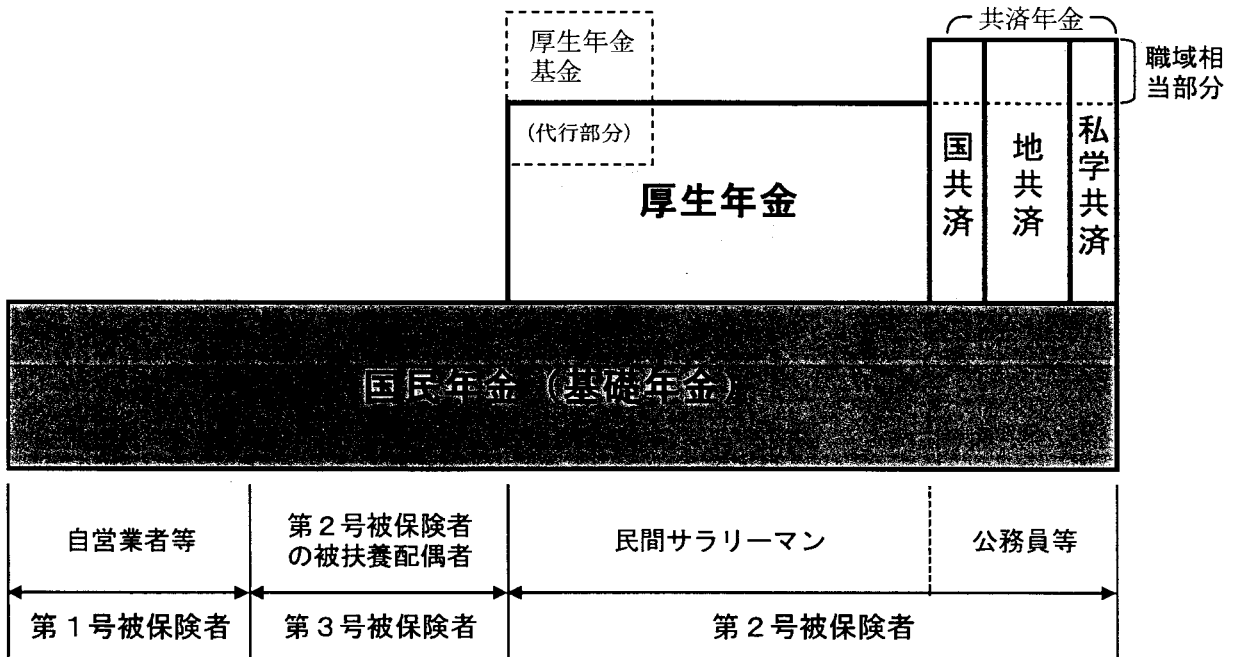 共済年金
厚生年金
基金
職域相
当部分
(代行部分)
厚生年金
国共済
地共済
私学共済
国民年金（基礎年金）
自営業者等
第２号被保険者
の被扶養配偶者
民間サラリーマン
公務員等
第１号被保険者
第３号被保険者
第２号被保険者